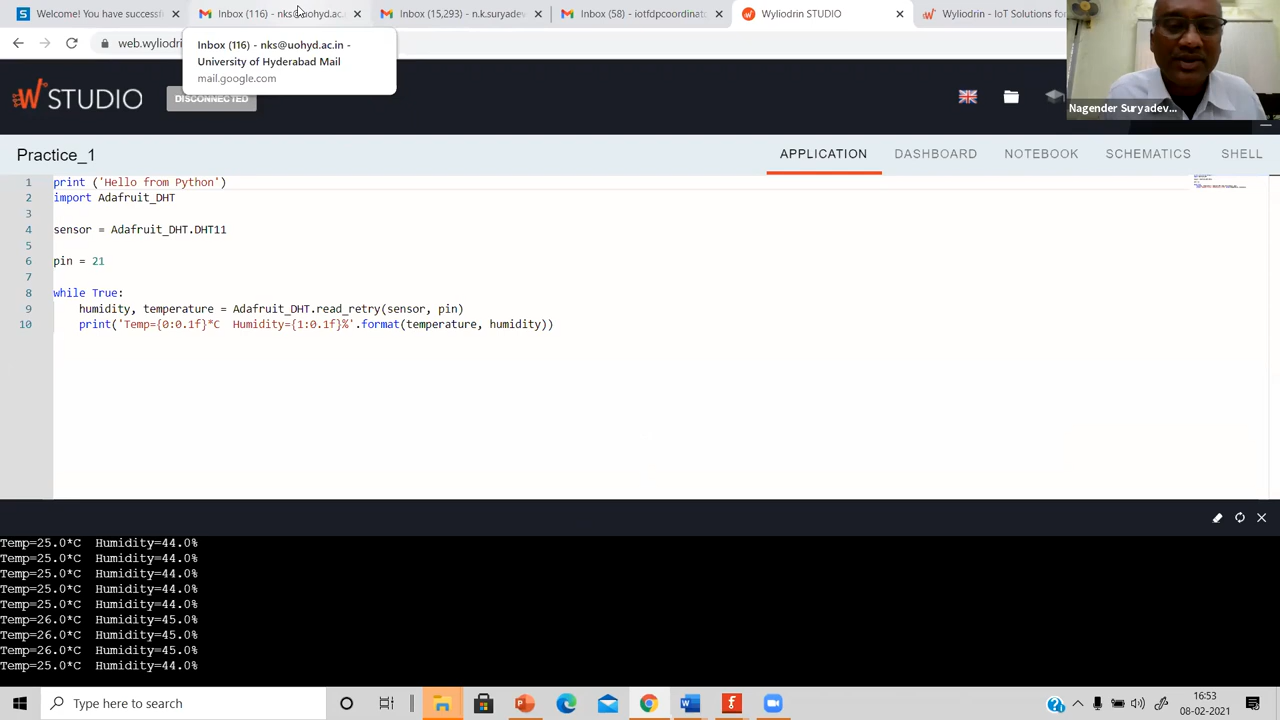 Welcome! You have successf
Inbox (116) - nks@uohyd.ac.in
Inbox (15,293) - n.k.suryadev
Inbox (58) - iotfdpcoordinato
Wyliodrin STUDIO
Wyliodrin - IoT Solutions fo
web.wyliodri
Inbox (116) - nks@uohyd.ac.in -
University of Hyderabad Mail
mail.google.com
STUDIO
DISCONNECTED
Nagender Suryadev...
Practice_1
APPLICATION
DASHBOARD
NOTEBOOK
SCHEMATICS
SHELL
1 print ('Hello from Python')
2 import Adafruit_DHT
3
4 sensor = Adafruit_DHT.DHT11
5
6 pin = 21
7
8 while True:
9 humidity, temperature = Adafruit_DHT.read_retry(sensor, pin)
10 print('Temp={0:0.1f}*C  Humidity={1:0.1f}%'.format(temperature, humidity))
Temp=25.0*C  Humidity=44.0%
Temp=25.0*C  Humidity=44.0%
Temp=25.0*C  Humidity=44.0%
Temp=25.0*C  Humidity=44.0%
Temp=25.0*C  Humidity=44.0%
Temp=26.0*C  Humidity=45.0%
Temp=26.0*C  Humidity=45.0%
Temp=26.0*C  Humidity=45.0%
Temp=25.0*C  Humidity=44.0%
Type here to search
16:53
08-02-2021